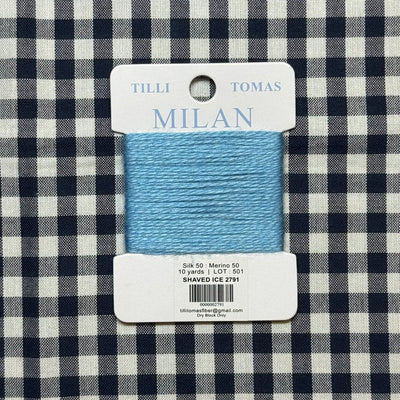 TILLI TOMAS
MILAN
Silk 50 : Merino 50
10 yards | LOT : 501
SHAVED ICE 2791
0000002791
tillitomasfiber@gmail.com
Dry Block Only